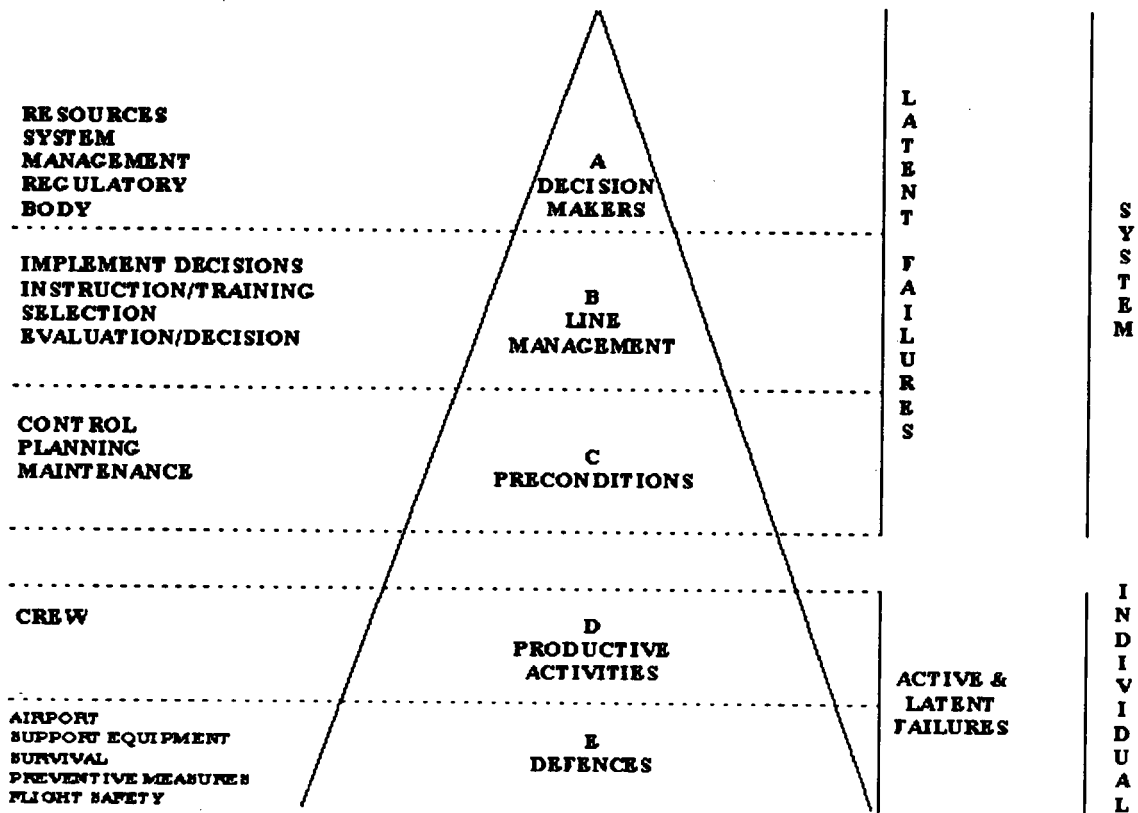 RESOURCES
SYSTEM
MANAGEMENT
REGULATORY
BODY
A
DECISION
MAKERS
IMPLEMENT DECISIONS
INSTRUCTION/TRAINING
SELECTION
EVALUATION/DECISION
B
LINE
MANAGEMENT
CONTROL
PLANNING
MAINTENANCE
C
PRECONDITIONS
LATENT FAILURES
SYSTEM
CREW
D
PRODUCTIVE
ACTIVITIES
AIRPORT
SUPPORT EQUIPMENT
SURVIVAL
PREVENTIVE MEASURES
FLIGHT SAFETY
E
DEFENCES
ACTIVE &
LATENT
FAILURES
INDIVIDUAL